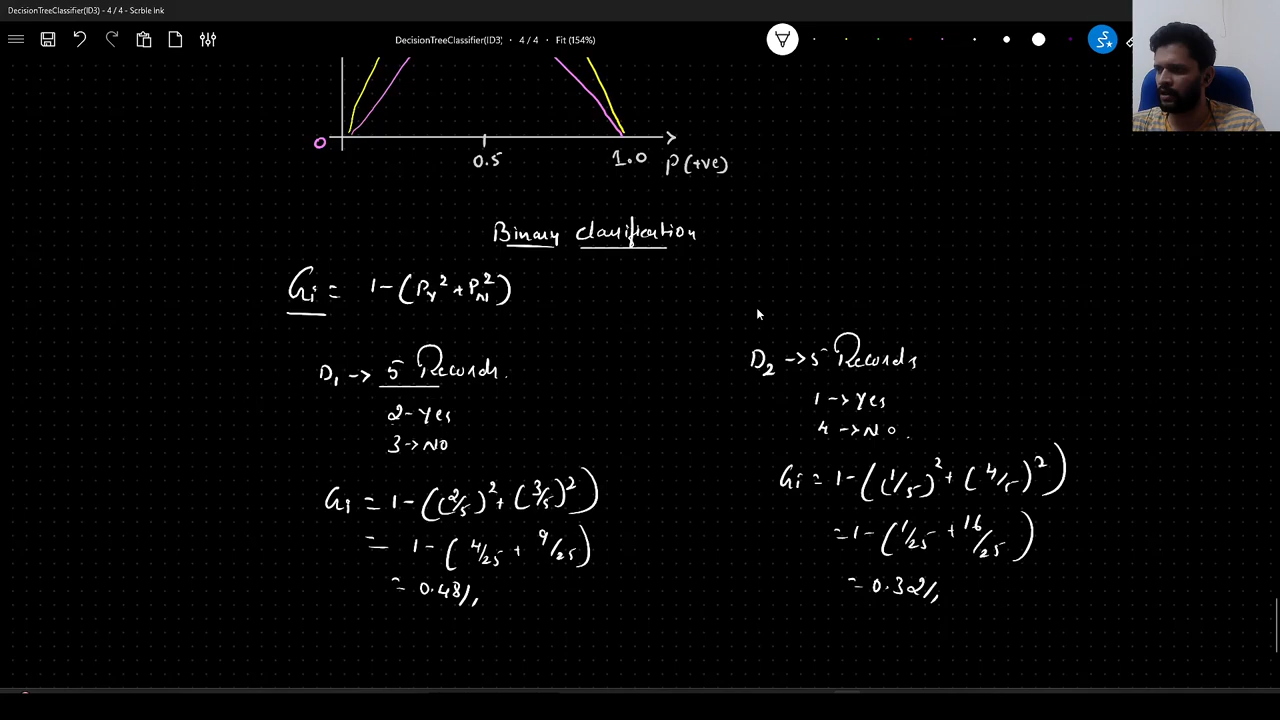 DecisionTreeClassifier(ID3) - 4 / 4 - Scrble Ink
DecisionTreeClassifier(ID3) • 4 / 4 • Fit (154%)
0
0.5
1.0
P(+ve)
Binary Classification
Gi = 1-(P_Y² + P_N²)
D₁ → 5 Records.
2- Yes
3 → NO
Gi = 1-((2/5)² + (3/5)²)
= 1-(4/25 + 9/25)
= 0.48//,
D₂ → 5 Records
1 → Yes
4 → NO.
Gi = 1-((1/5)² + (4/5)²)
= 1-(1/25 + 16/25)
= 0.32//,